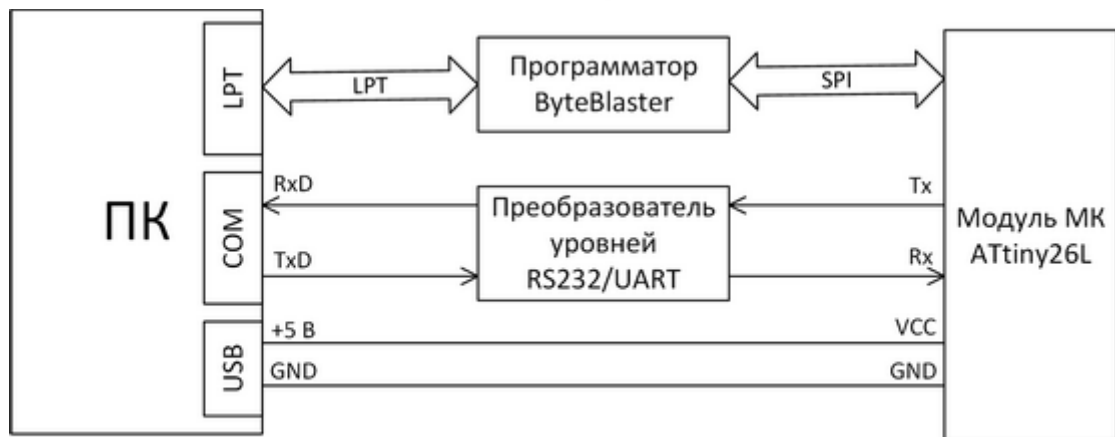 ПК
LPT
LPT
Программатор
ByteBlaster
SPI
COM
RxD
TxD
Преобразователь
уровней
RS232/UART
Tx
Rx
Модуль МК
ATtiny26L
USB
+5 В
GND
VCC
GND